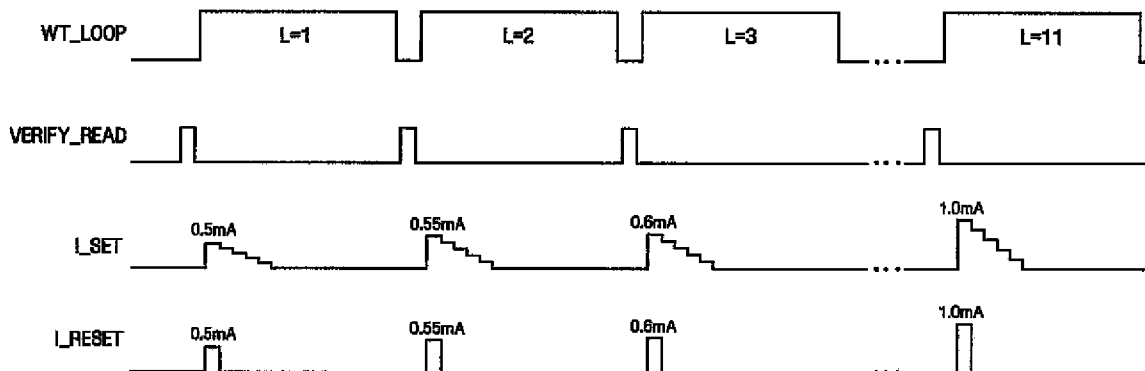 WT_LOOP L=1 L=2 L=3 ... L=11
VERIFY_READ ...
I_SET 0.5mA 0.55mA 0.6mA ... 1.0mA
I_RESET 0.5mA 0.55mA 0.6mA ... 1.0mA